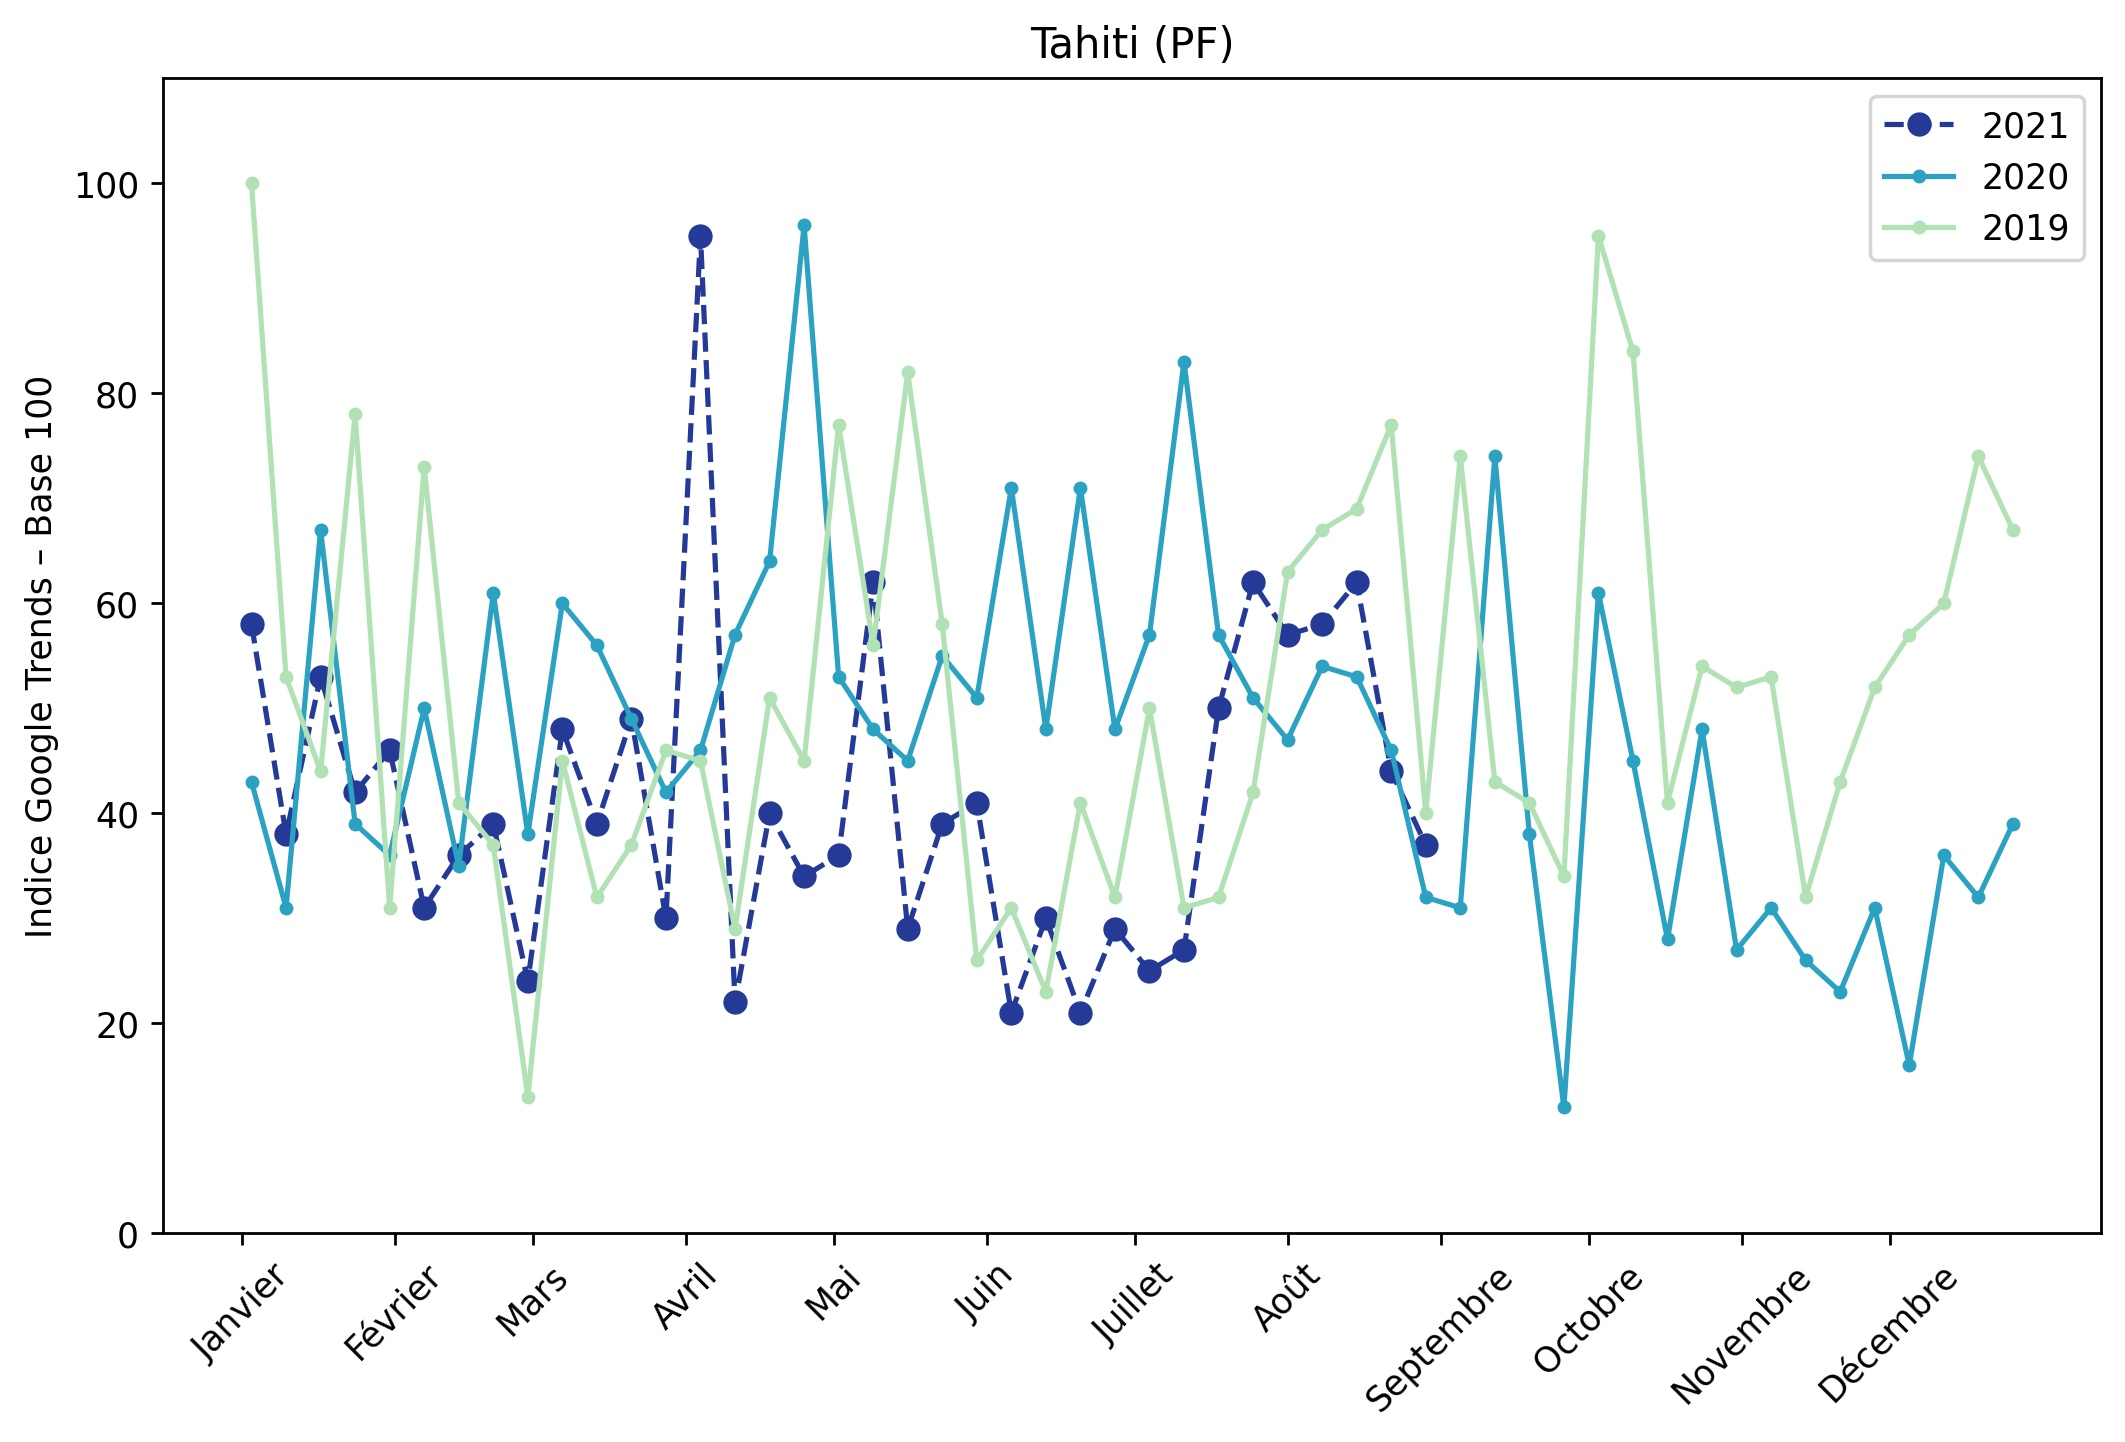 Tahiti (PF)
Indice Google Trends – Base 100
100
80
60
40
20
0
2021
2020
2019
Janvier
Février
Mars
Avril
Mai
Juin
Juillet
Août
Septembre
Octobre
Novembre
Décembre